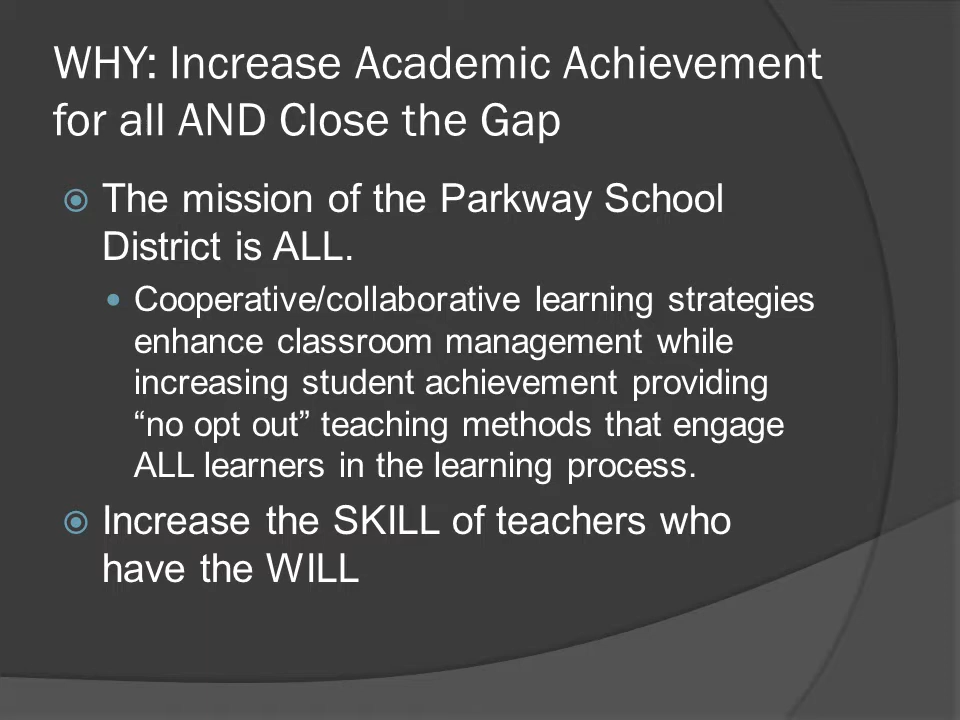 WHY: Increase Academic Achievement
for all AND Close the Gap
The mission of the Parkway School
District is ALL.
Cooperative/collaborative learning strategies
enhance classroom management while
increasing student achievement providing
“no opt out” teaching methods that engage
ALL learners in the learning process.
Increase the SKILL of teachers who
have the WILL